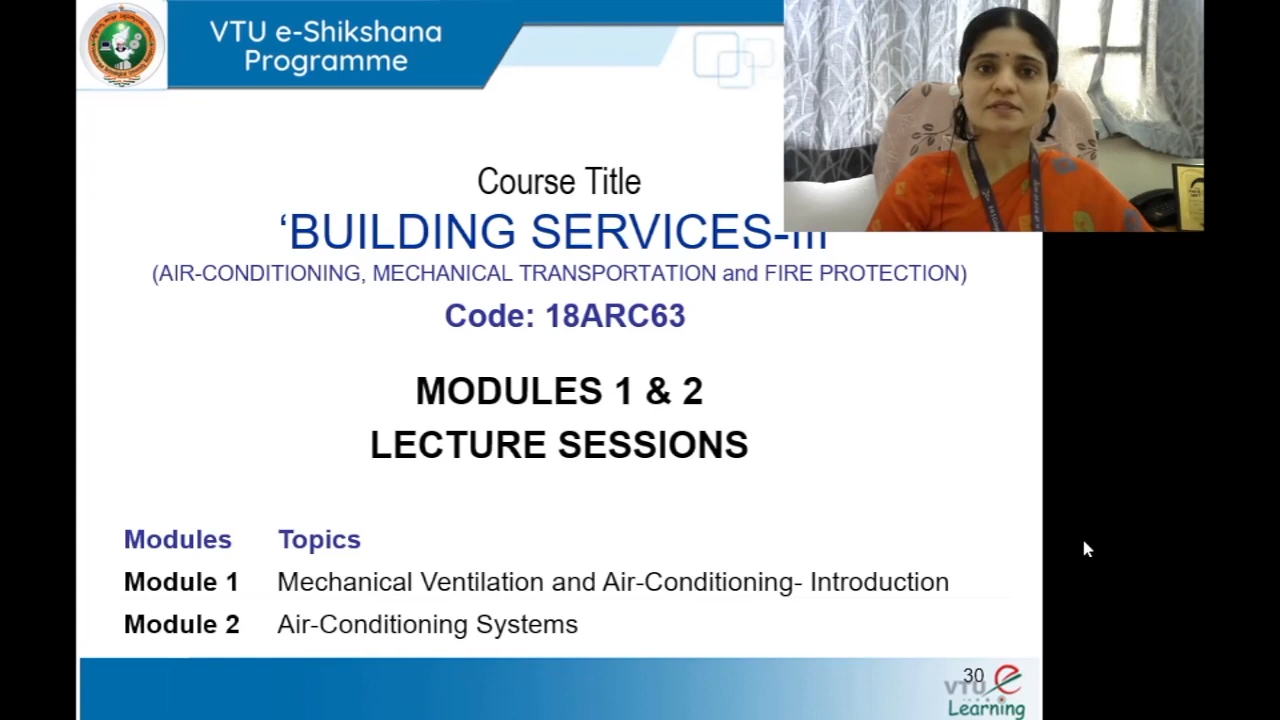 VTU e-Shikshana
Programme
Course Title
‘BUILDING SERVICES-III
(AIR-CONDITIONING, MECHANICAL TRANSPORTATION and FIRE PROTECTION)
Code: 18ARC63
MODULES 1 & 2
LECTURE SESSIONS
Modules Topics
Module 1 Mechanical Ventilation and Air-Conditioning- Introduction
Module 2 Air-Conditioning Systems
30
VTU e
Learning